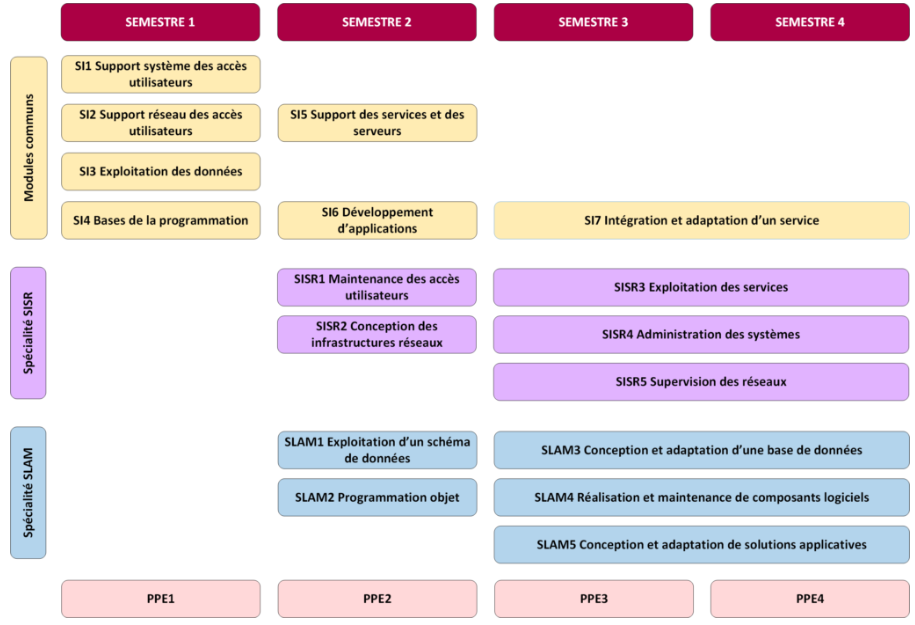 SEMESTRE 1
SEMESTRE 2
SEMESTRE 3
SEMESTRE 4
Modules communs
SI1 Support système des accès
utilisateurs
SI2 Support réseau des accès
utilisateurs
SI5 Support des services et des
serveurs
SI3 Exploitation des données
SI4 Bases de la programmation
SI6 Développement
d’applications
SI7 Intégration et adaptation d’un service
Spécialité SISR
SISR1 Maintenance des accès
utilisateurs
SISR3 Exploitation des services
SISR2 Conception des
infrastructures réseaux
SISR4 Administration des systèmes
SISR5 Supervision des réseaux
Spécialité SLAM
SLAM1 Exploitation d’un schéma
de données
SLAM3 Conception et adaptation d’une base de données
SLAM2 Programmation objet
SLAM4 Réalisation et maintenance de composants logiciels
SLAM5 Conception et adaptation de solutions applicatives
PPE1
PPE2
PPE3
PPE4